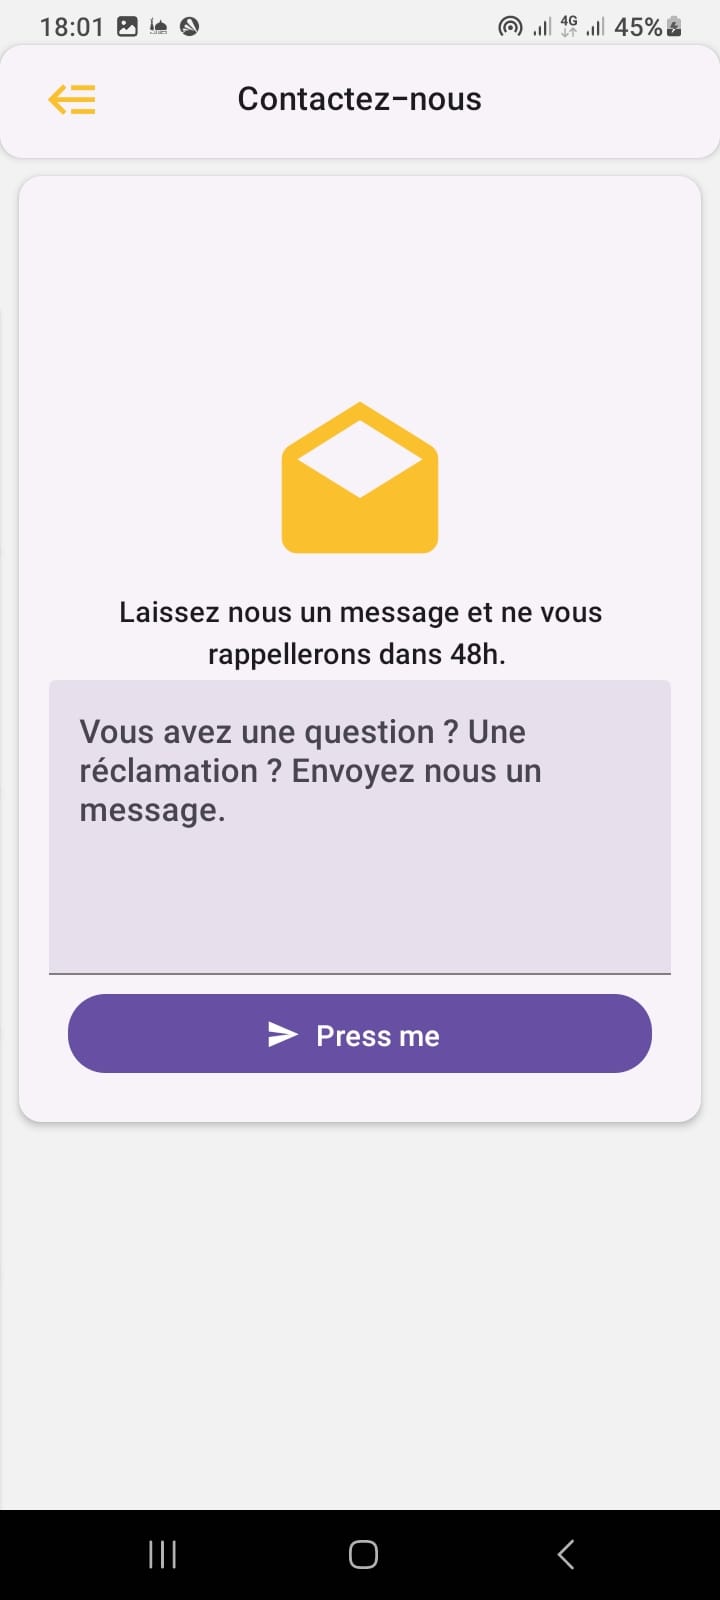 18:01 4G 45%
Contactez-nous
Laissez nous un message et ne vous
rappellerons dans 48h.
Vous avez une question ? Une
réclamation ? Envoyez nous un
message.
Press me